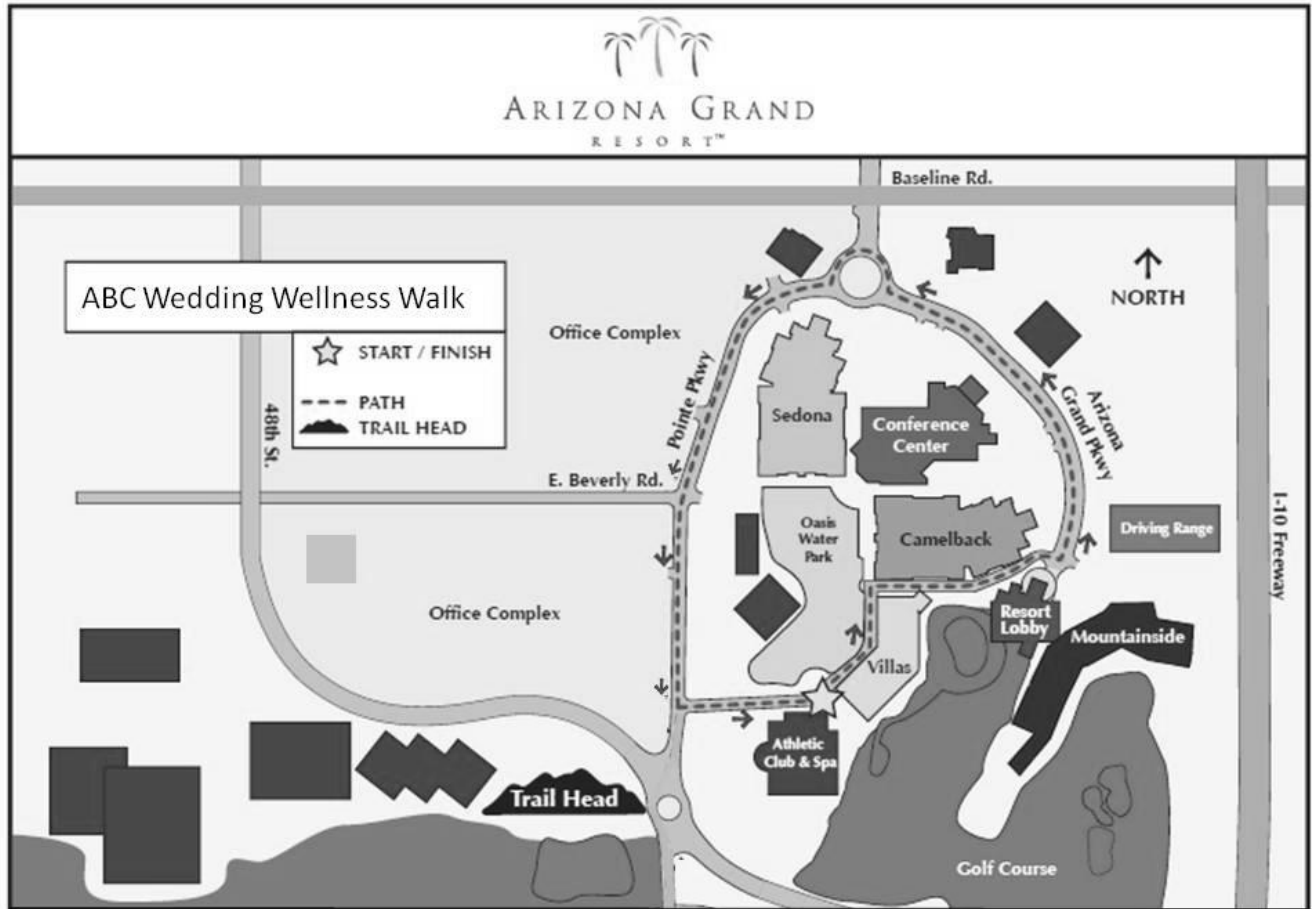 ARIZONA GRAND
RESORT™
Baseline Rd.
ABC Wedding Wellness Walk
START / FINISH
PATH
TRAIL HEAD
NORTH
Office Complex
Pointe Pkwy
48th St.
Sedona
Conference
Center
Arizona
Grand Pkwy
E. Beverly Rd.
I-10 Freeway
Oasis
Water
Park
Camelback
Driving Range
Office Complex
Resort
Lobby
Mountainside
Villas
Athletic
Club & Spa
Trail Head
Golf Course